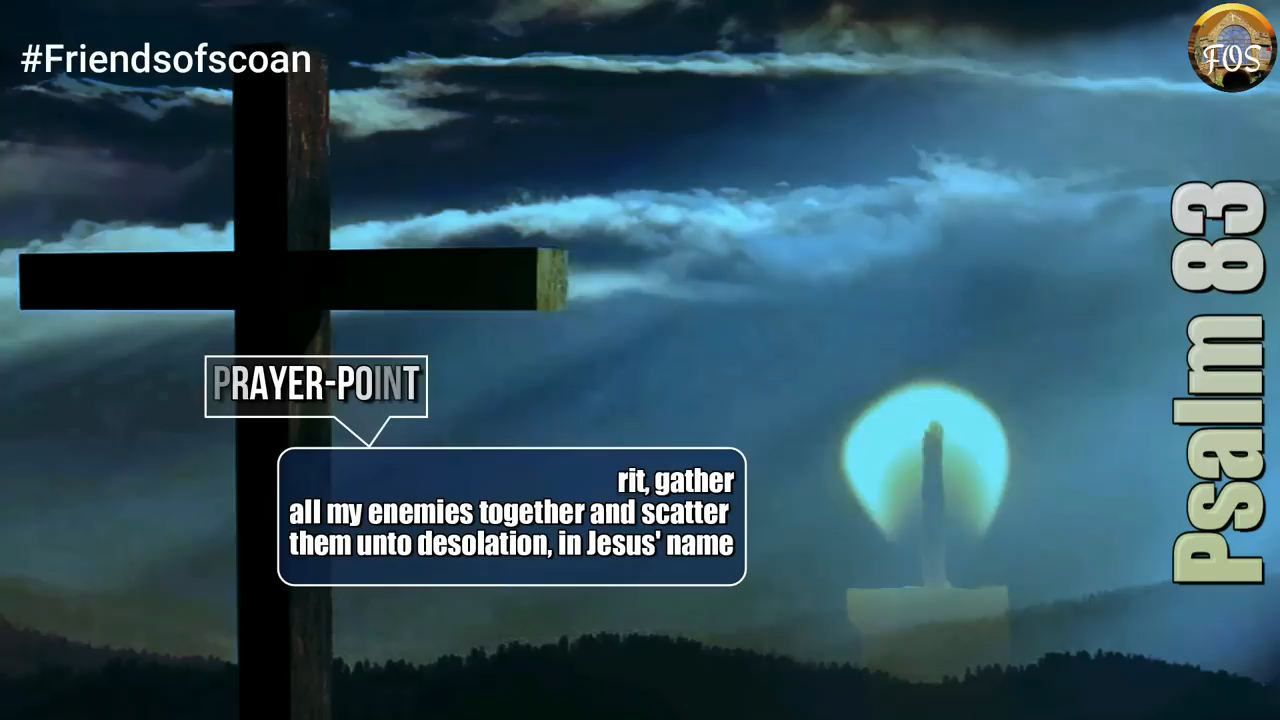 #Friendsofscoan
FOS
PRAYER-POINT
rit, gather
all my enemies together and scatter
them unto desolation, in Jesus' name
Psalm 83